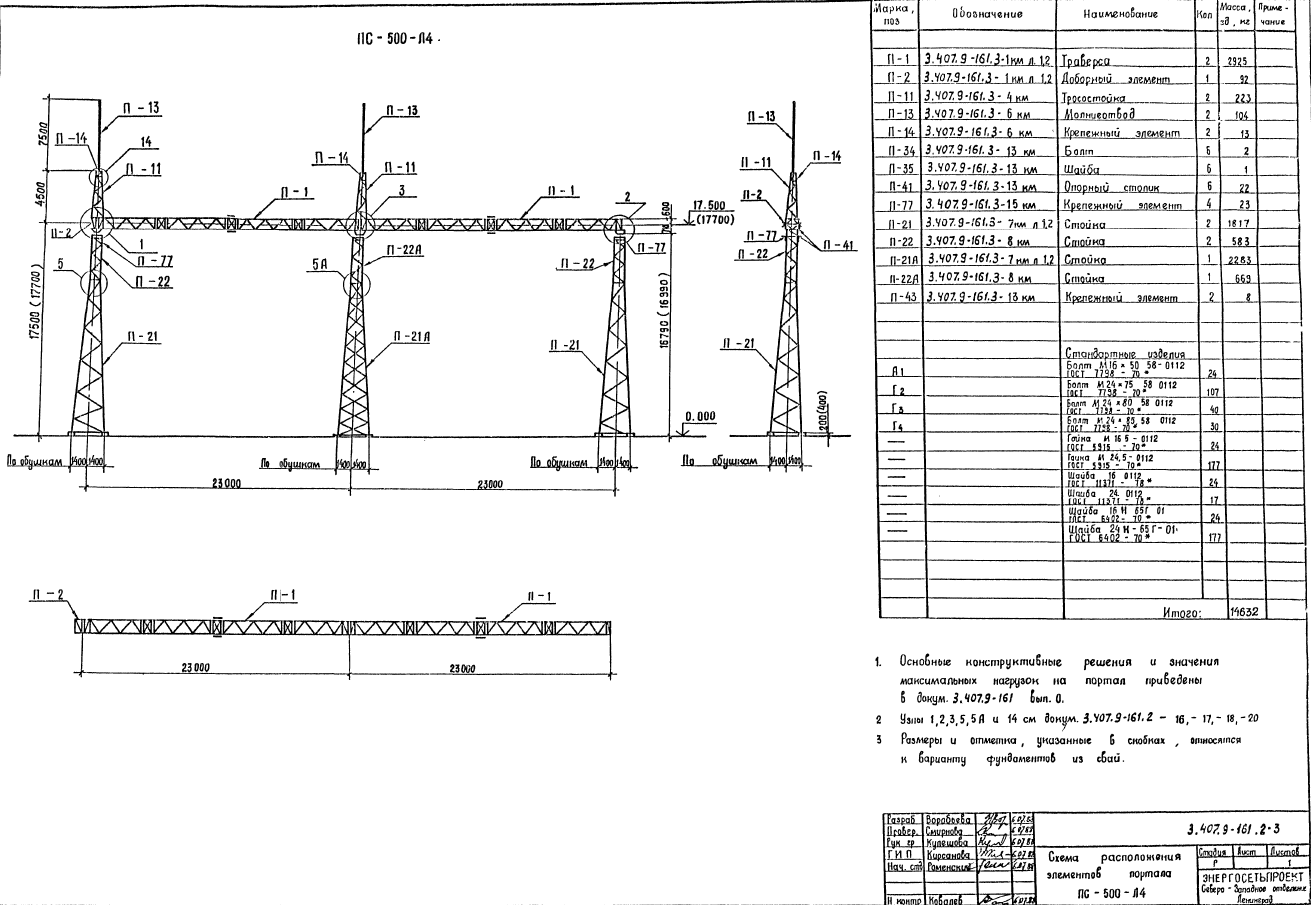 ПС - 500 - Л4
П - 13
П - 13
П-13
7500
П-14
14
П-14
П - 11
П-11
П - 14
П - 11
4500
П - 1
3
П - 1
2
17.500
(17700)
600
П-2
П-2
1
П - 77
П-77
П-77
П - 41
5
П - 22
5А
П-22А
П - 22
П - 22
17500 (17700)
16790 (16990)
П - 21
П - 21А
П -21
П - 21
0.000
200(400)
По обушкам 1400 1400
По обушкам 1400 1400
По обушкам 1400 1400
По обушкам 1400 1400
23 000
23000
П - 2
П-1
П - 1
23 000
23 000
Марка, поз
Обозначение
Наименование
Кол
Масса, ед, кг
Приме-чание
П-1 3.407.9-161.3-1км л. 1,2 Траверса 2 2925
П-2 3.407.9-161.3- 1 км л 1,2 Доборный элемент 1 92
П-11 3.407.9-161.3 - 4 км Тросостойка 2 223
П-13 3.407.9-161.3- 6 км Молниеотвод 2 104
П-14 3.407.9-161.3- 6 км Крепежный элемент 2 13
П-34 3.407.9-161.3- 13 км Болт 6 2
П-35 3.407.9-161.3-13 км Шайба 6 1
П-41 3.407.9-161.3-13 км Опорный столик 6 22
П-77 3.407.9-161.3-15 км Крепежный элемент 4 23
П-21 3.407.9-161.3- 7км л 1,2 Стойка 2 1817
П-22 3.407.9-161.3- 8 км Стойка 2 583
П-21А 3.407.9-161.3- 7 км л 1,2 Стойка 1 2283
П-22А 3.407.9-161.3- 8 км Стойка 1 669
П-43 3.407.9-161.3- 13 км Крепежный элемент 2 8
Стандартные изделия
А1 Болт М16 × 50 58-0112
ГОСТ 7798 - 70* 24
Г2 Болт М 24×75 58 0112
ГОСТ 7798 - 70* 107
Г3 Болт М 24 × 80 58 0112
ГОСТ 7798 - 70* 40
Г4 Болт М 24 × 85 58 0112
ГОСТ 7798 - 70* 30
— Гайка М 16 5 - 0112
ГОСТ 5915 - 70* 24
— Гайка М 24,5-0112
ГОСТ 5915 - 70* 177
— Шайба 16 0112
ГОСТ 11371 - 78* 24
— Шайба 24 0112
ГОСТ 11371 - 78* 17
— Шайба 16 Н 65Г 01
ГОСТ 6402 - 70* 24
— Шайба 24 Н - 65 Г - 01
ГОСТ 6402 - 70* 177
Итого: 14632
1. Основные конструктивные решения и значения
максимальных нагрузок на портал приведены
в докум. 3.407.9-161 вып. 0.
2 Узлы 1,2,3,5,5А и 14 см докум. 3.407.9-161.2 - 16,- 17,- 18,-20
3 Размеры и отметка, указанные в скобках, относятся
к варианту фундаментов из свай.
Разраб Воробьева
Провер. Смирнова
Рук гр Кулешова
ГИП Кирсанова
Нач. Роменский
Н контр Ковалев
3.407.9-161.2-3
Схема расположения
элементов портала
ПС - 500 - Л4
Стадия Лист Листов
Р 1
ЭНЕРГОСЕТЬПРОЕКТ
Северо - Западное отделение
Ленинград